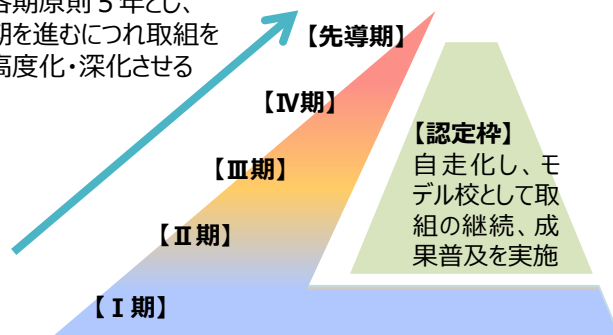 各期原則５年とし、
期を進むにつれ取組を
高度化・深化させる
【先導期】
【Ⅳ期】
【Ⅲ期】
【Ⅱ期】
【Ⅰ期】
【認定枠】
自走化し、モ
デル校として取
組の継続、成
果普及を実施